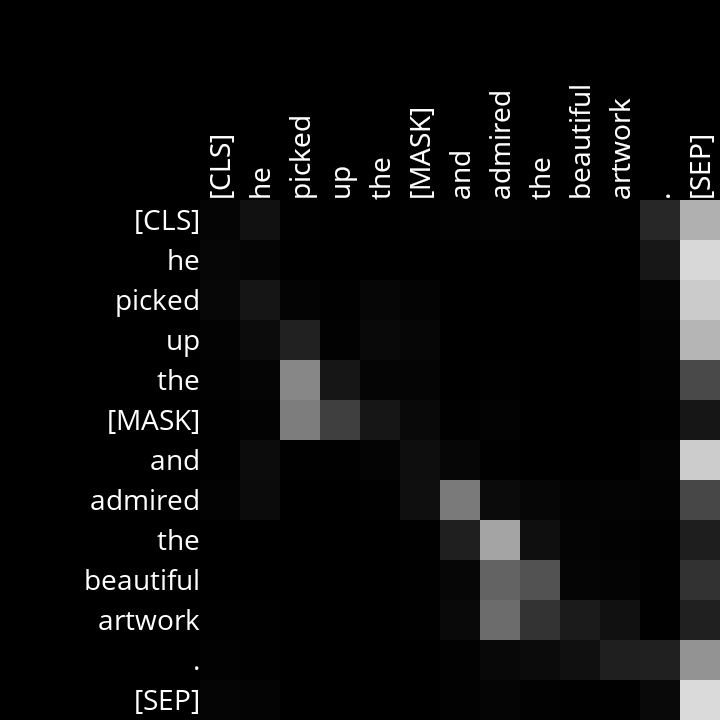 [CLS] he picked up the [MASK] and admired the beautiful artwork . [SEP]
[CLS]
he
picked
up
the
[MASK]
and
admired
the
beautiful
artwork
.
[SEP]